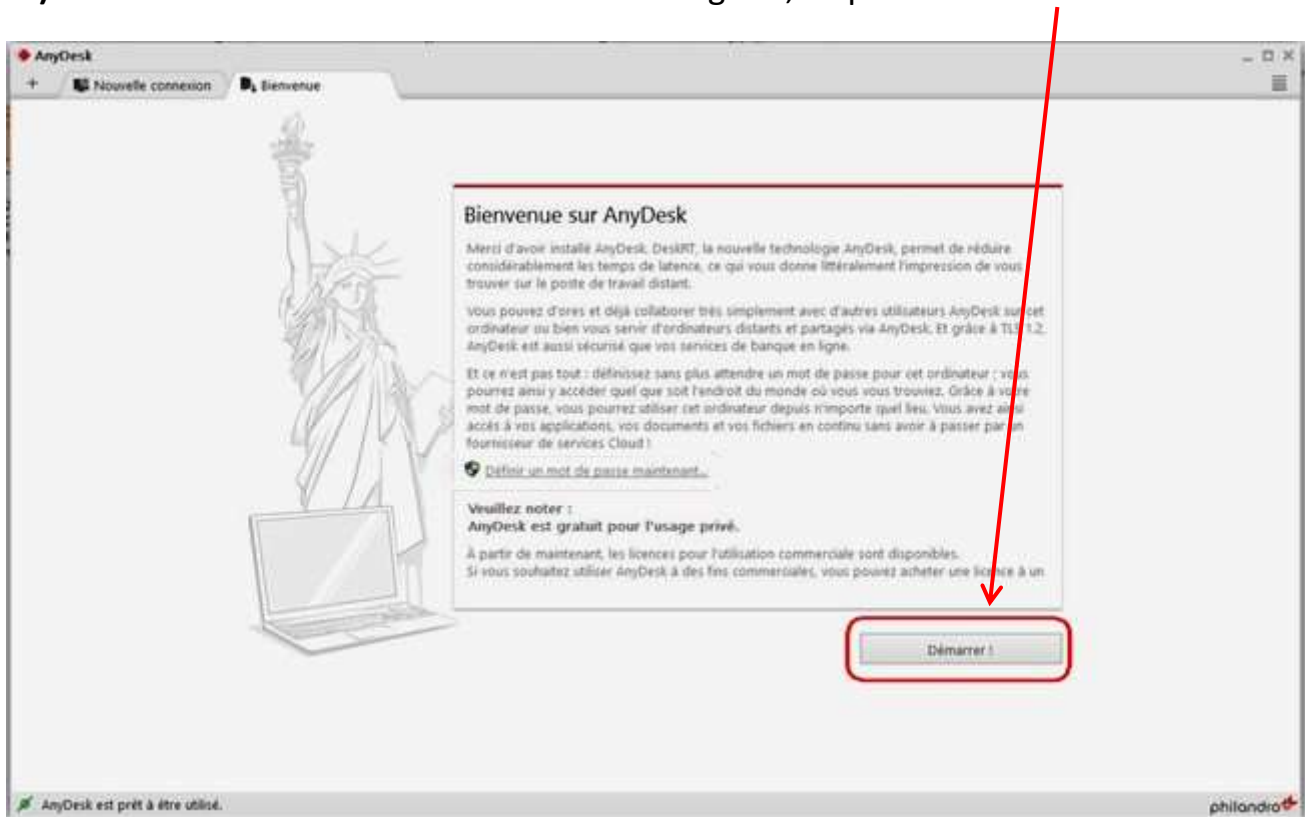 AnyDesk
+ Nouvelle connexion Bienvenue
Bienvenue sur AnyDesk
Merci d'avoir installé AnyDesk. DeskRT, la nouvelle technologie AnyDesk, permet de réduire
considérablement les temps de latence, ce qui vous donne littéralement l'impression de vous
trouver sur le poste de travail distant.
Vous pouvez d'ores et déjà collaborer très simplement avec d'autres utilisateurs AnyDesk sur cet
ordinateur ou bien vous servir d'ordinateurs distants et partagés via AnyDesk. Et grâce à TLS 1.2,
AnyDesk est aussi sécurisé que vos services de banque en ligne.
Et ce n'est pas tout : définissez sans plus attendre un mot de passe pour cet ordinateur ; vous
pourrez ainsi y accéder quel que soit l'endroit du monde où vous vous trouviez. Grâce à votre
mot de passe, vous pourrez utiliser cet ordinateur depuis n'importe quel lieu. Vous avez ainsi
accès à vos applications, vos documents et vos fichiers en continu sans avoir à passer par un
fournisseur de services Cloud !
Définir un mot de passe maintenant...
Veuillez noter :
AnyDesk est gratuit pour l'usage privé.
À partir de maintenant, les licences pour l'utilisation commerciale sont disponibles.
Si vous souhaitez utiliser AnyDesk à des fins commerciales, vous pouvez acheter une licence à un
Démarrer !
AnyDesk est prêt à être utilisé.
philandro